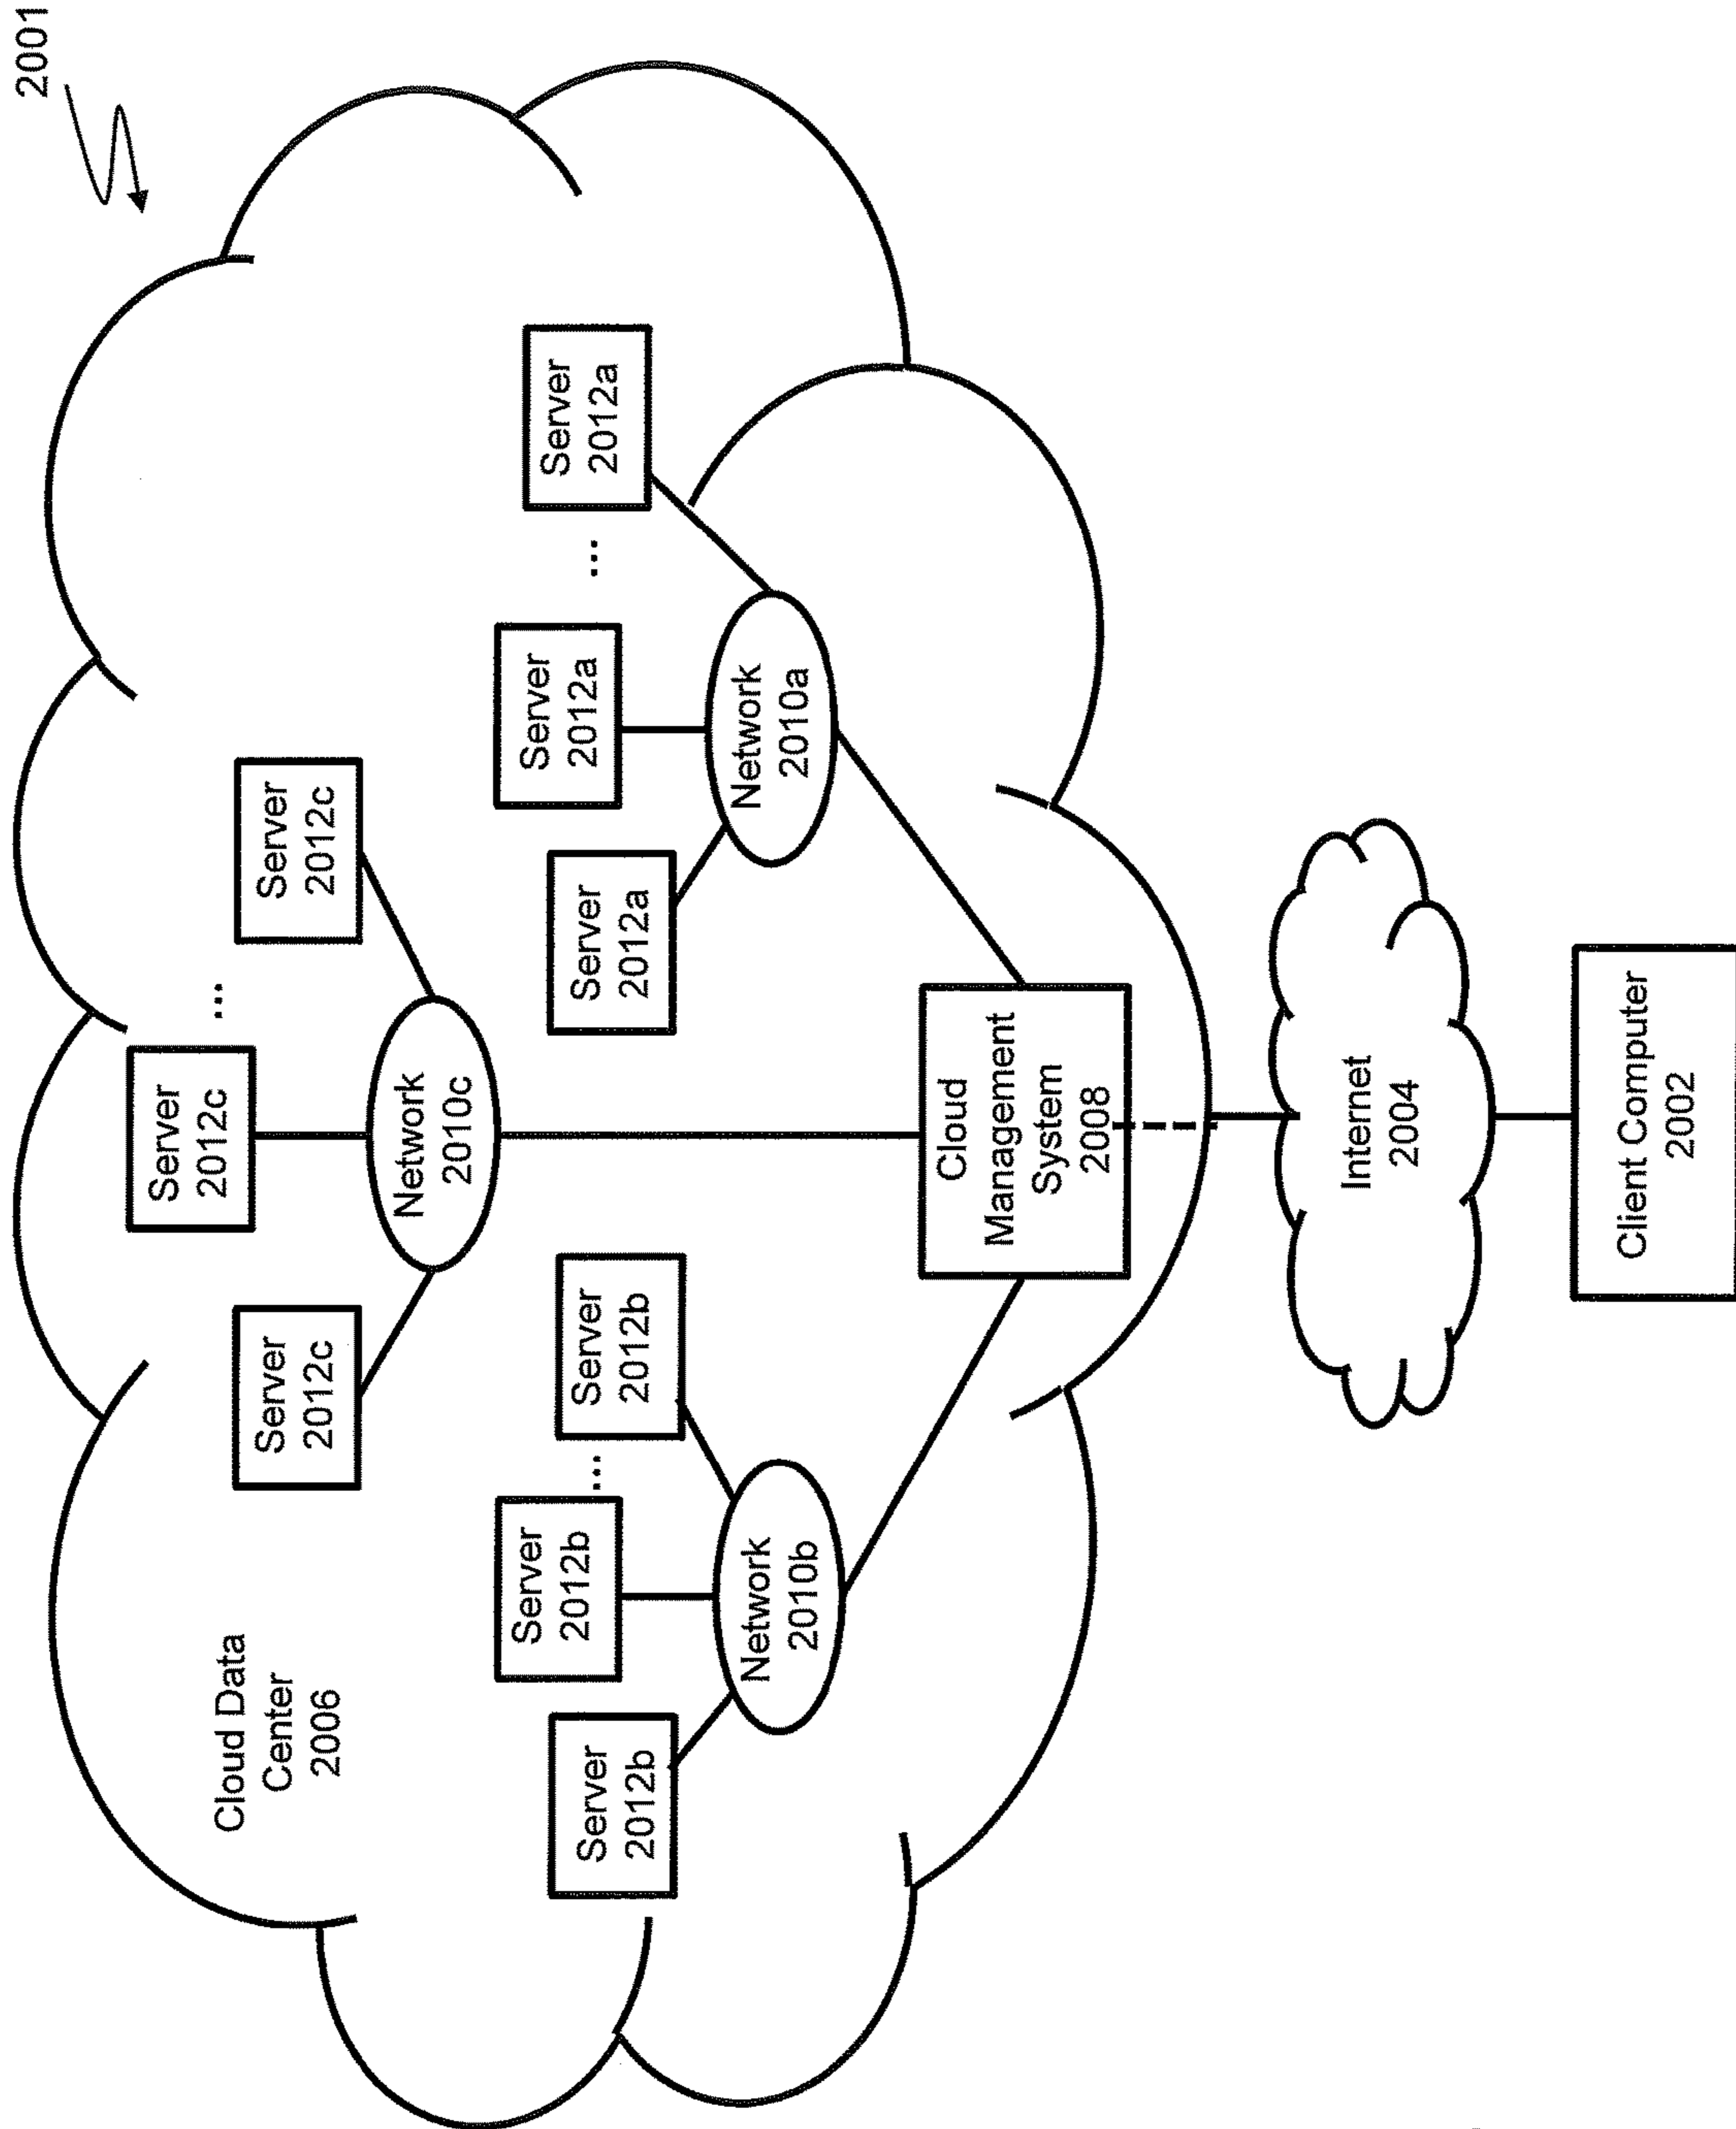 2001
Cloud Data
Center
2006
Server
2012c
Server
2012c
...
Server
2012c
Network
2010c
Server
2012b
Server
2012b
...
Server
2012b
Network
2010b
Server
2012a
Server
2012a
...
Server
2012a
Network
2010a
Cloud
Management
System
2008
Internet
2004
Client Computer
2002